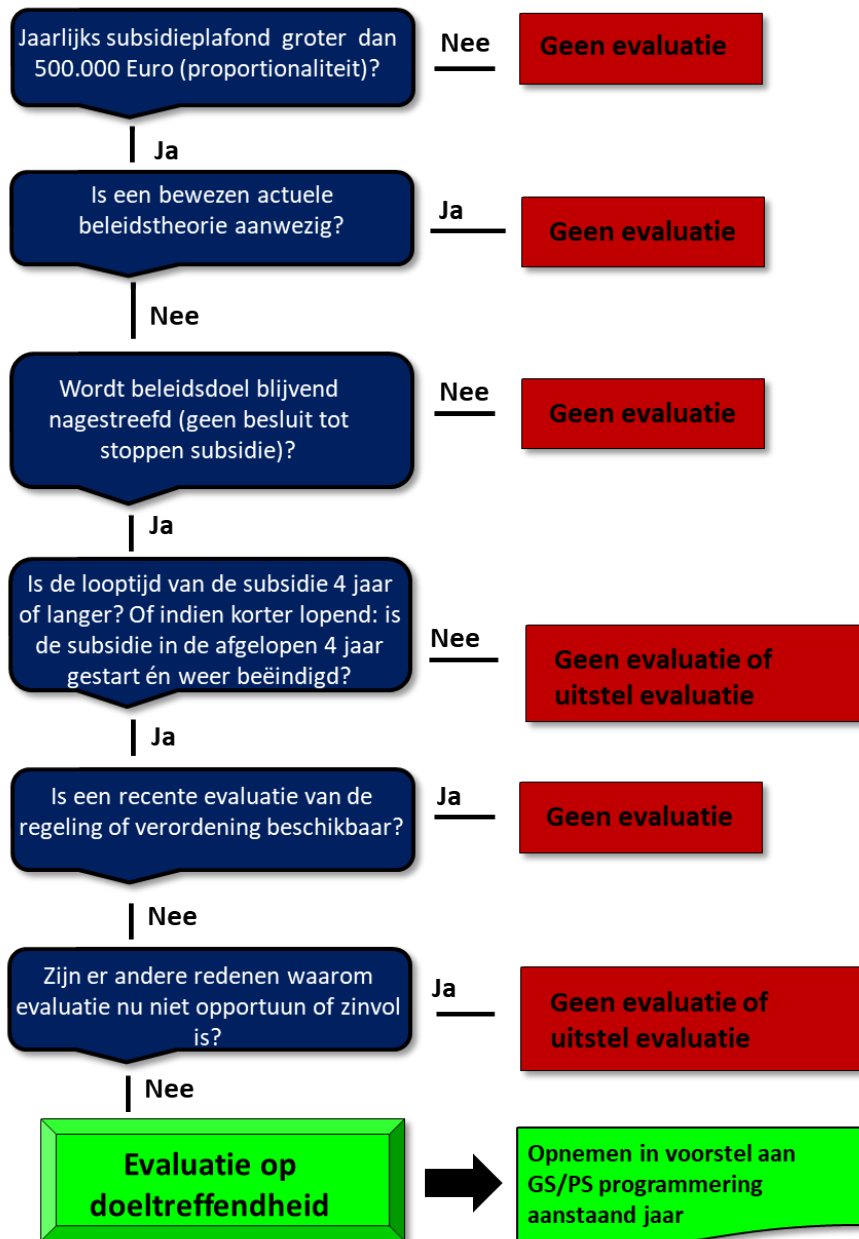 Jaarlijks subsidieplafond groter dan
500.000 Euro (proportionaliteit)?
Nee
Geen evaluatie
Ja
Is een bewezen actuele
beleidstheorie aanwezig?
Ja
Geen evaluatie
Nee
Wordt beleidsdoel blijvend
nagestreefd (geen besluit tot
stoppen subsidie)?
Nee
Geen evaluatie
Ja
Is de looptijd van de subsidie 4 jaar
of langer? Of indien korter lopend: is
de subsidie in de afgelopen 4 jaar
gestart én weer beëindigd?
Nee
Geen evaluatie of
uitstel evaluatie
Ja
Is een recente evaluatie van de
regeling of verordening beschikbaar?
Ja
Geen evaluatie
Nee
Zijn er andere redenen waarom
evaluatie nu niet opportuun of zinvol
is?
Ja
Geen evaluatie of
uitstel evaluatie
Nee
Evaluatie op
doeltreffendheid
Opnemen in voorstel aan
GS/PS programmering
aanstaand jaar